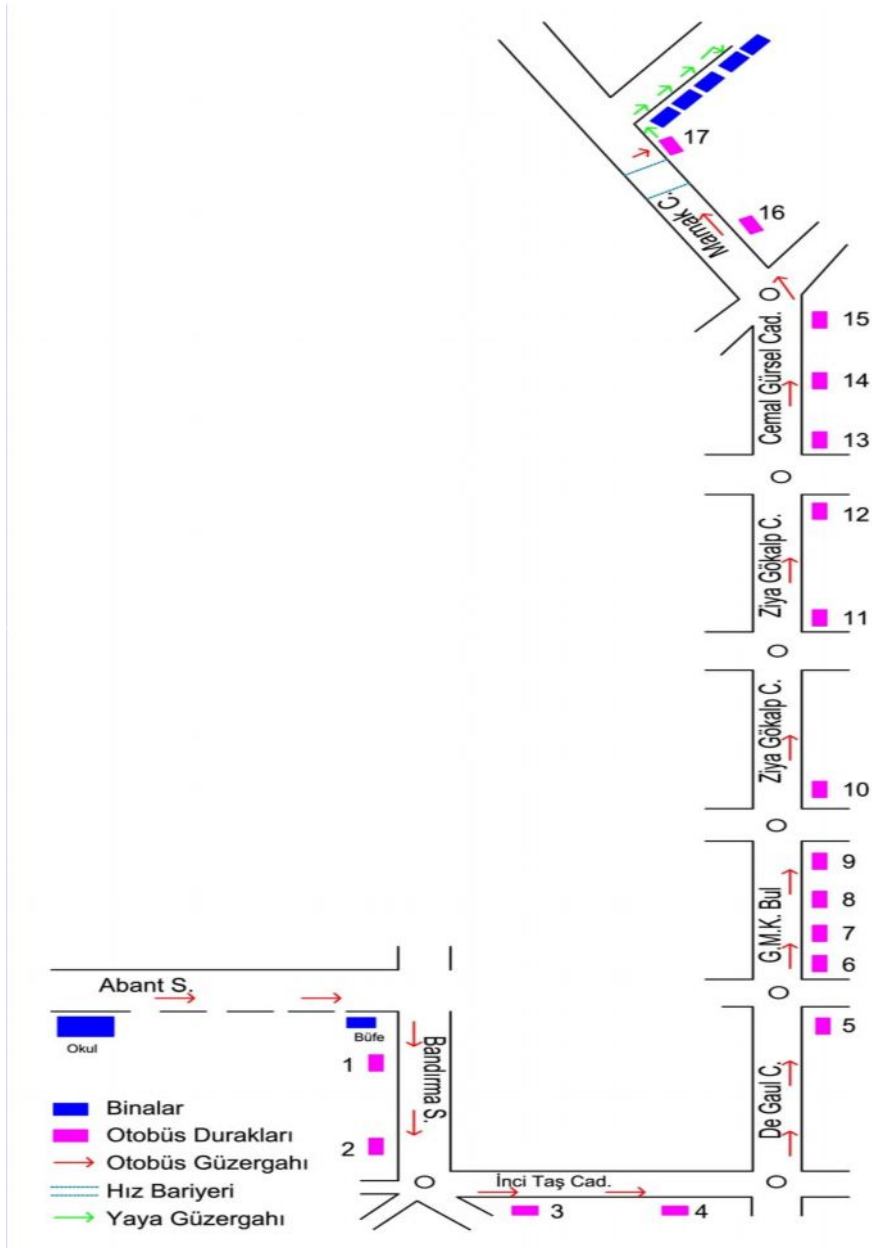 17
16
Mamak C.
15
Cemal Gürsel Cad.
14
13
12
Ziya Gökalp C.
11
Ziya Gökalp C.
10
9
G.M.K. Bul
8
7
6
Abant S.
5
Okul
Büfe
1
Bandırma S.
De Gaul C.
Binalar
Otobüs Durakları
2
Otobüs Güzergahı
İnci Taş Cad.
Hız Bariyeri
3
4
Yaya Güzergahı